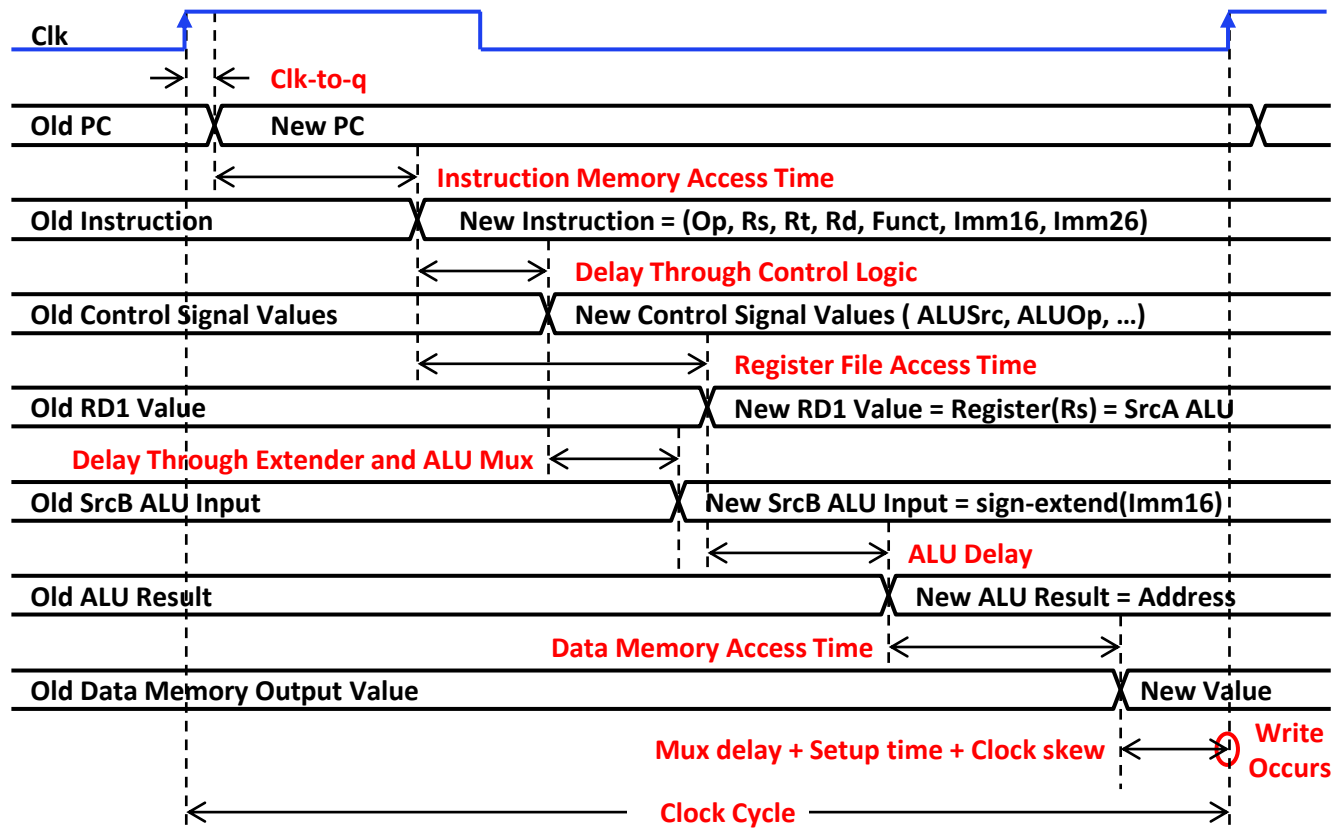 Clk
Clk-to-q
Old PC New PC
Instruction Memory Access Time
Old Instruction New Instruction = (Op, Rs, Rt, Rd, Funct, Imm16, Imm26)
Delay Through Control Logic
Old Control Signal Values New Control Signal Values ( ALUSrc, ALUOp, …)
Register File Access Time
Old RD1 Value New RD1 Value = Register(Rs) = SrcA ALU
Delay Through Extender and ALU Mux
Old SrcB ALU Input New SrcB ALU Input = sign-extend(Imm16)
ALU Delay
Old ALU Result New ALU Result = Address
Data Memory Access Time
Old Data Memory Output Value New Value
Mux delay + Setup time + Clock skew
Write
Occurs
Clock Cycle